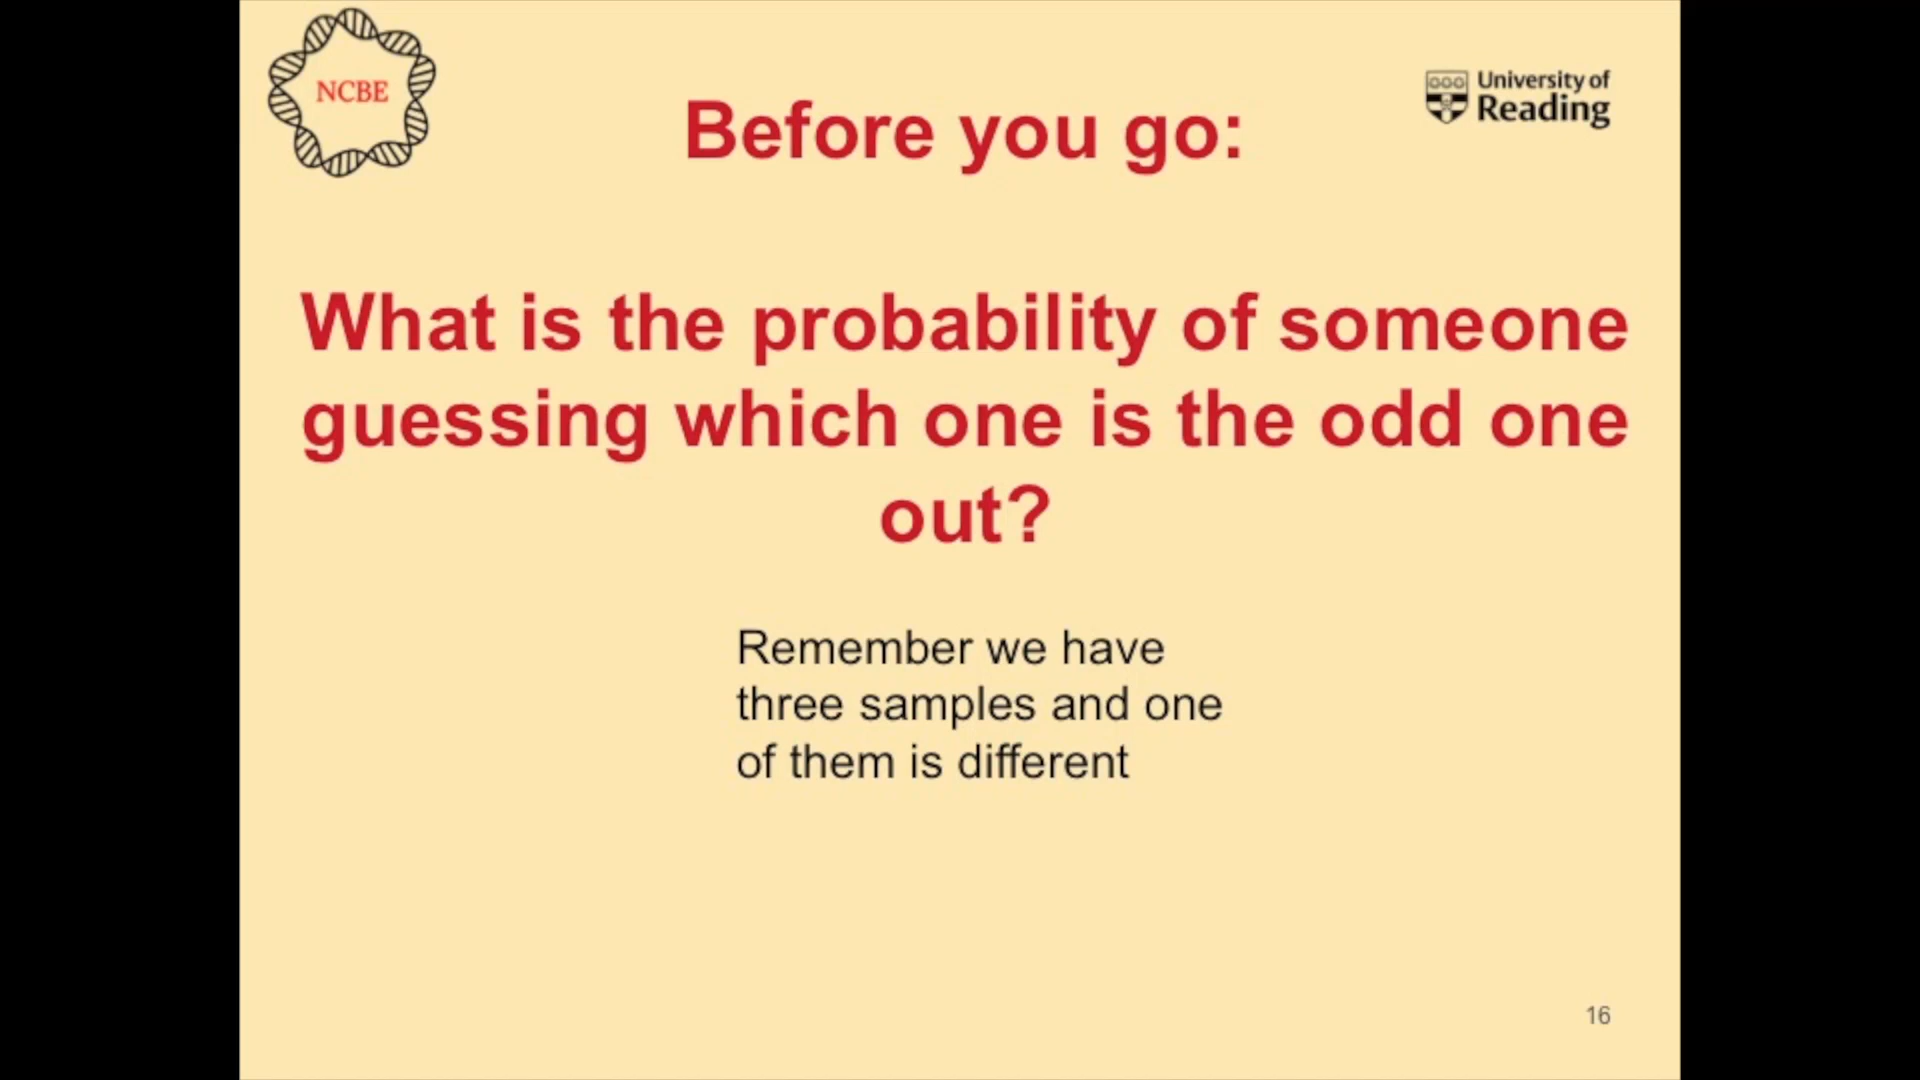 NCBE
University of
Reading
Before you go:
What is the probability of someone
guessing which one is the odd one
out?
Remember we have
three samples and one
of them is different
16